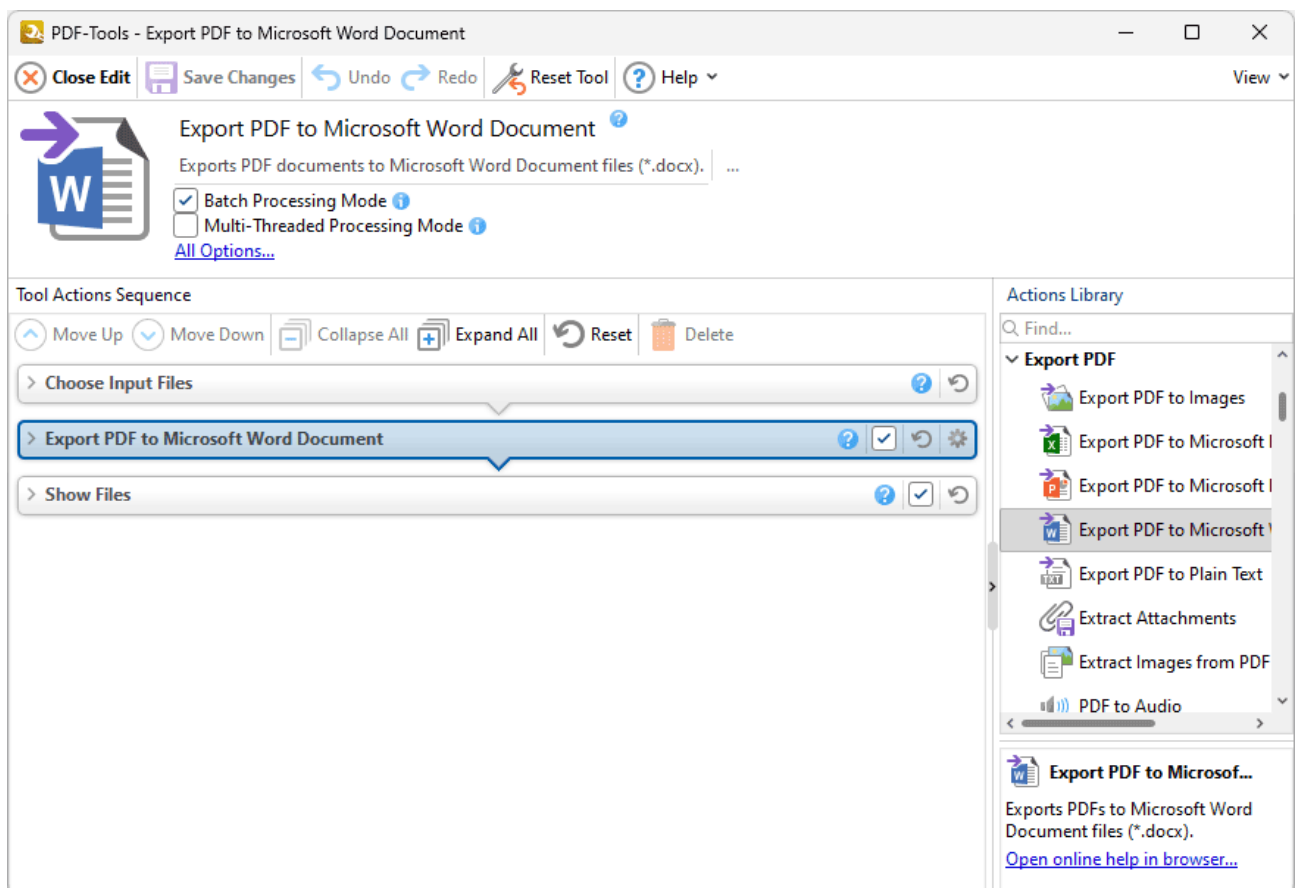 PDF-Tools - Export PDF to Microsoft Word Document
Close Edit Save Changes Undo Redo Reset Tool Help View
Export PDF to Microsoft Word Document
Exports PDF documents to Microsoft Word Document files (*.docx). ...
Batch Processing Mode
Multi-Threaded Processing Mode
All Options...
Tool Actions Sequence
Move Up Move Down Collapse All Expand All Reset Delete
Choose Input Files
Export PDF to Microsoft Word Document
Show Files
Actions Library
Find...
Export PDF
Export PDF to Images
Export PDF to Microsoft
Export PDF to Microsoft
Export PDF to Microsoft
Export PDF to Plain Text
Extract Attachments
Extract Images from PDF
PDF to Audio
Export PDF to Microsof...
Exports PDFs to Microsoft Word
Document files (*.docx).
Open online help in browser...